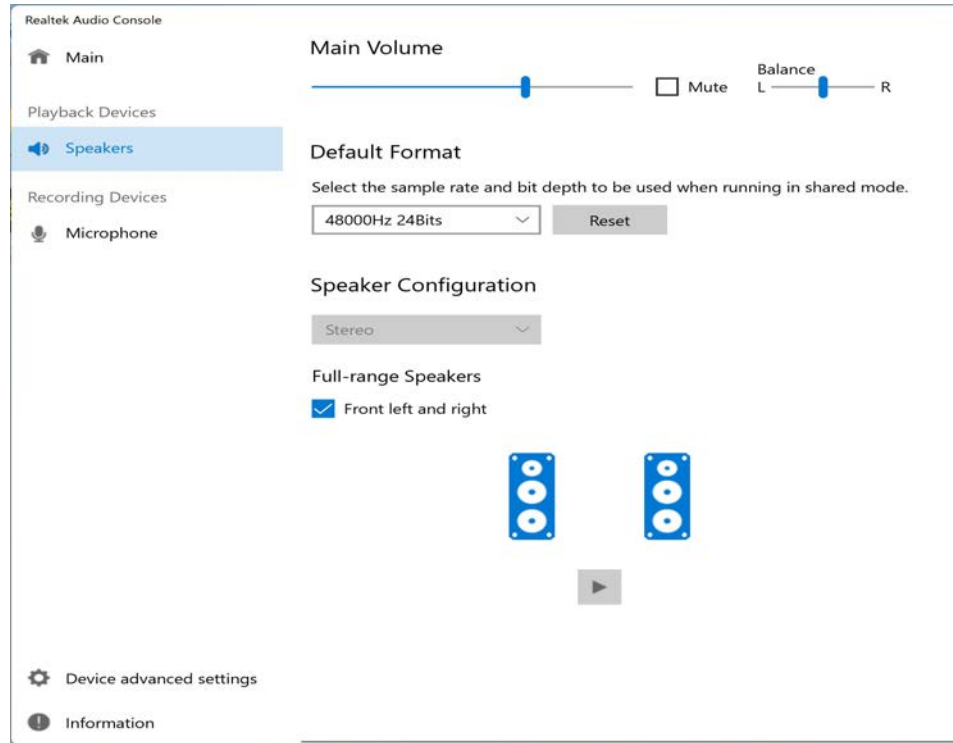 Realtek Audio Console
Main
Playback Devices
Speakers
Recording Devices
Microphone
Device advanced settings
Information
Main Volume
Mute
Balance
L R
Default Format
Select the sample rate and bit depth to be used when running in shared mode.
48000Hz 24Bits
Reset
Speaker Configuration
Stereo
Full-range Speakers
Front left and right